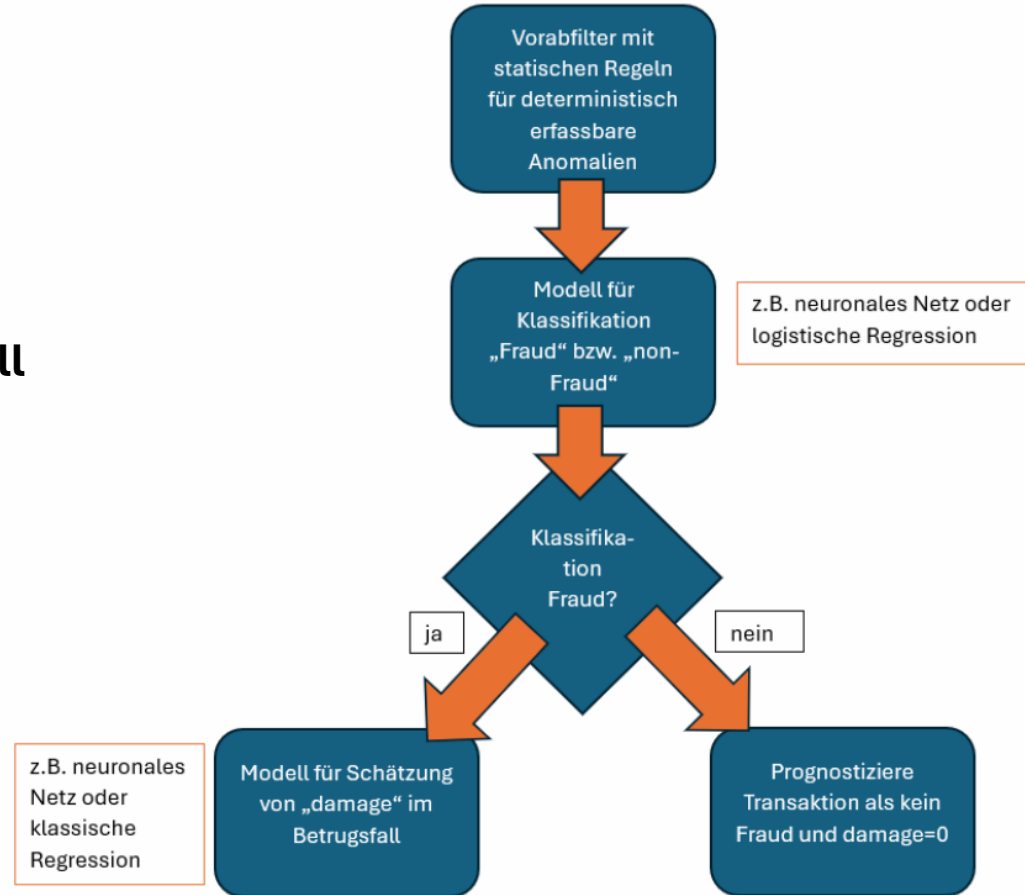 Vorabfilter mit
statischen Regeln
für deterministisch
erfassbare
Anomalien
Modell für
Klassifikation
„Fraud“ bzw. „non-
Fraud“
z.B. neuronales Netz oder
logistische Regression
ll
Klassifika-
tion
Fraud?
ja
nein
z.B. neuronales
Netz oder
klassische
Regression
Modell für Schätzung
von „damage“ im
Betrugsfall
Prognostiziere
Transaktion als kein
Fraud und damage=0